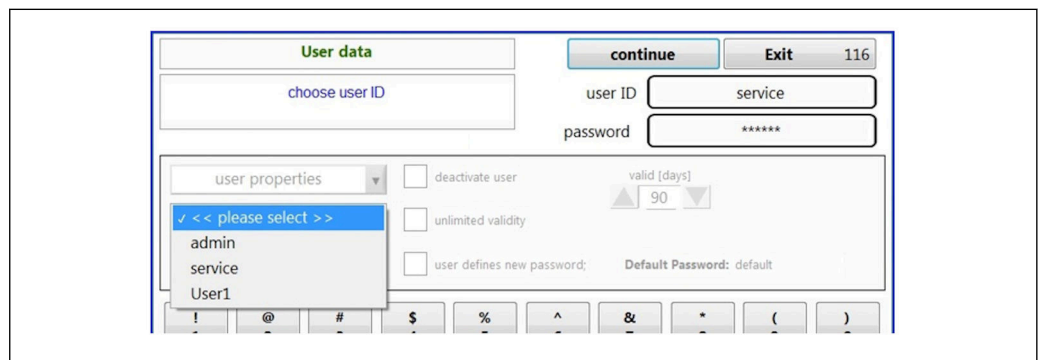 User data
continue
Exit 116
choose user ID
user ID service
password ******
user properties
deactivate user
valid [days]
90
✓ << please select >>
unlimited validity
admin
service
user defines new password; Default Password: default
User1
! @ # $ % ^ & * ( )